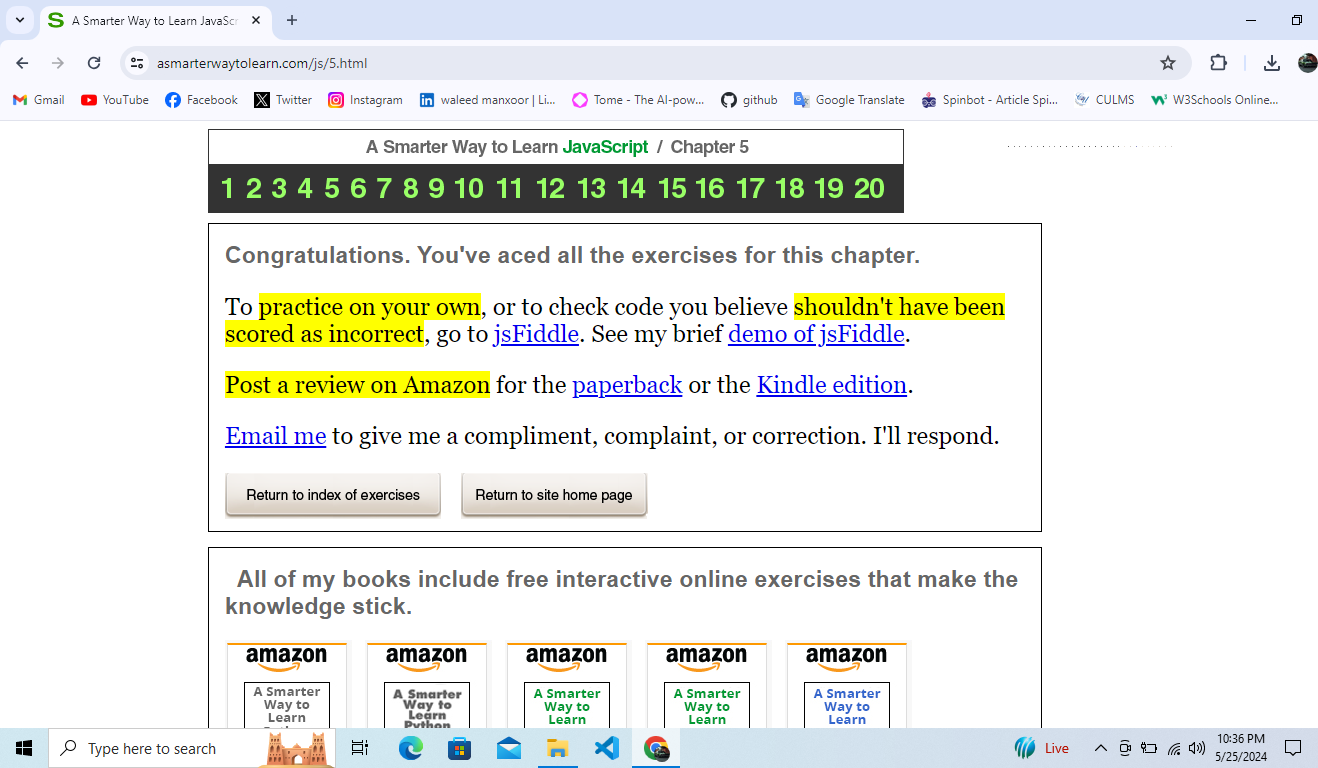 A Smarter Way to Learn JavaScr
asmarterwaytolearn.com/js/5.html
Gmail YouTube Facebook Twitter Instagram waleed manxoor | Li... Tome - The AI-pow... github Google Translate Spinbot - Article Spi... CULMS W3Schools Online...
A Smarter Way to Learn JavaScript / Chapter 5
1 2 3 4 5 6 7 8 9 10 11 12 13 14 15 16 17 18 19 20
Congratulations. You've aced all the exercises for this chapter.
To practice on your own, or to check code you believe shouldn't have been
scored as incorrect, go to jsFiddle. See my brief demo of jsFiddle.
Post a review on Amazon for the paperback or the Kindle edition.
Email me to give me a compliment, complaint, or correction. I'll respond.
Return to index of exercises Return to site home page
All of my books include free interactive online exercises that make the
knowledge stick.
amazon amazon amazon amazon amazon
A Smarter A Smarter A Smarter A Smarter A Smarter
Way to Way to Way to Way to Way to
Learn Learn Learn Learn Learn
Python
Type here to search
Live
10:36 PM
5/25/2024